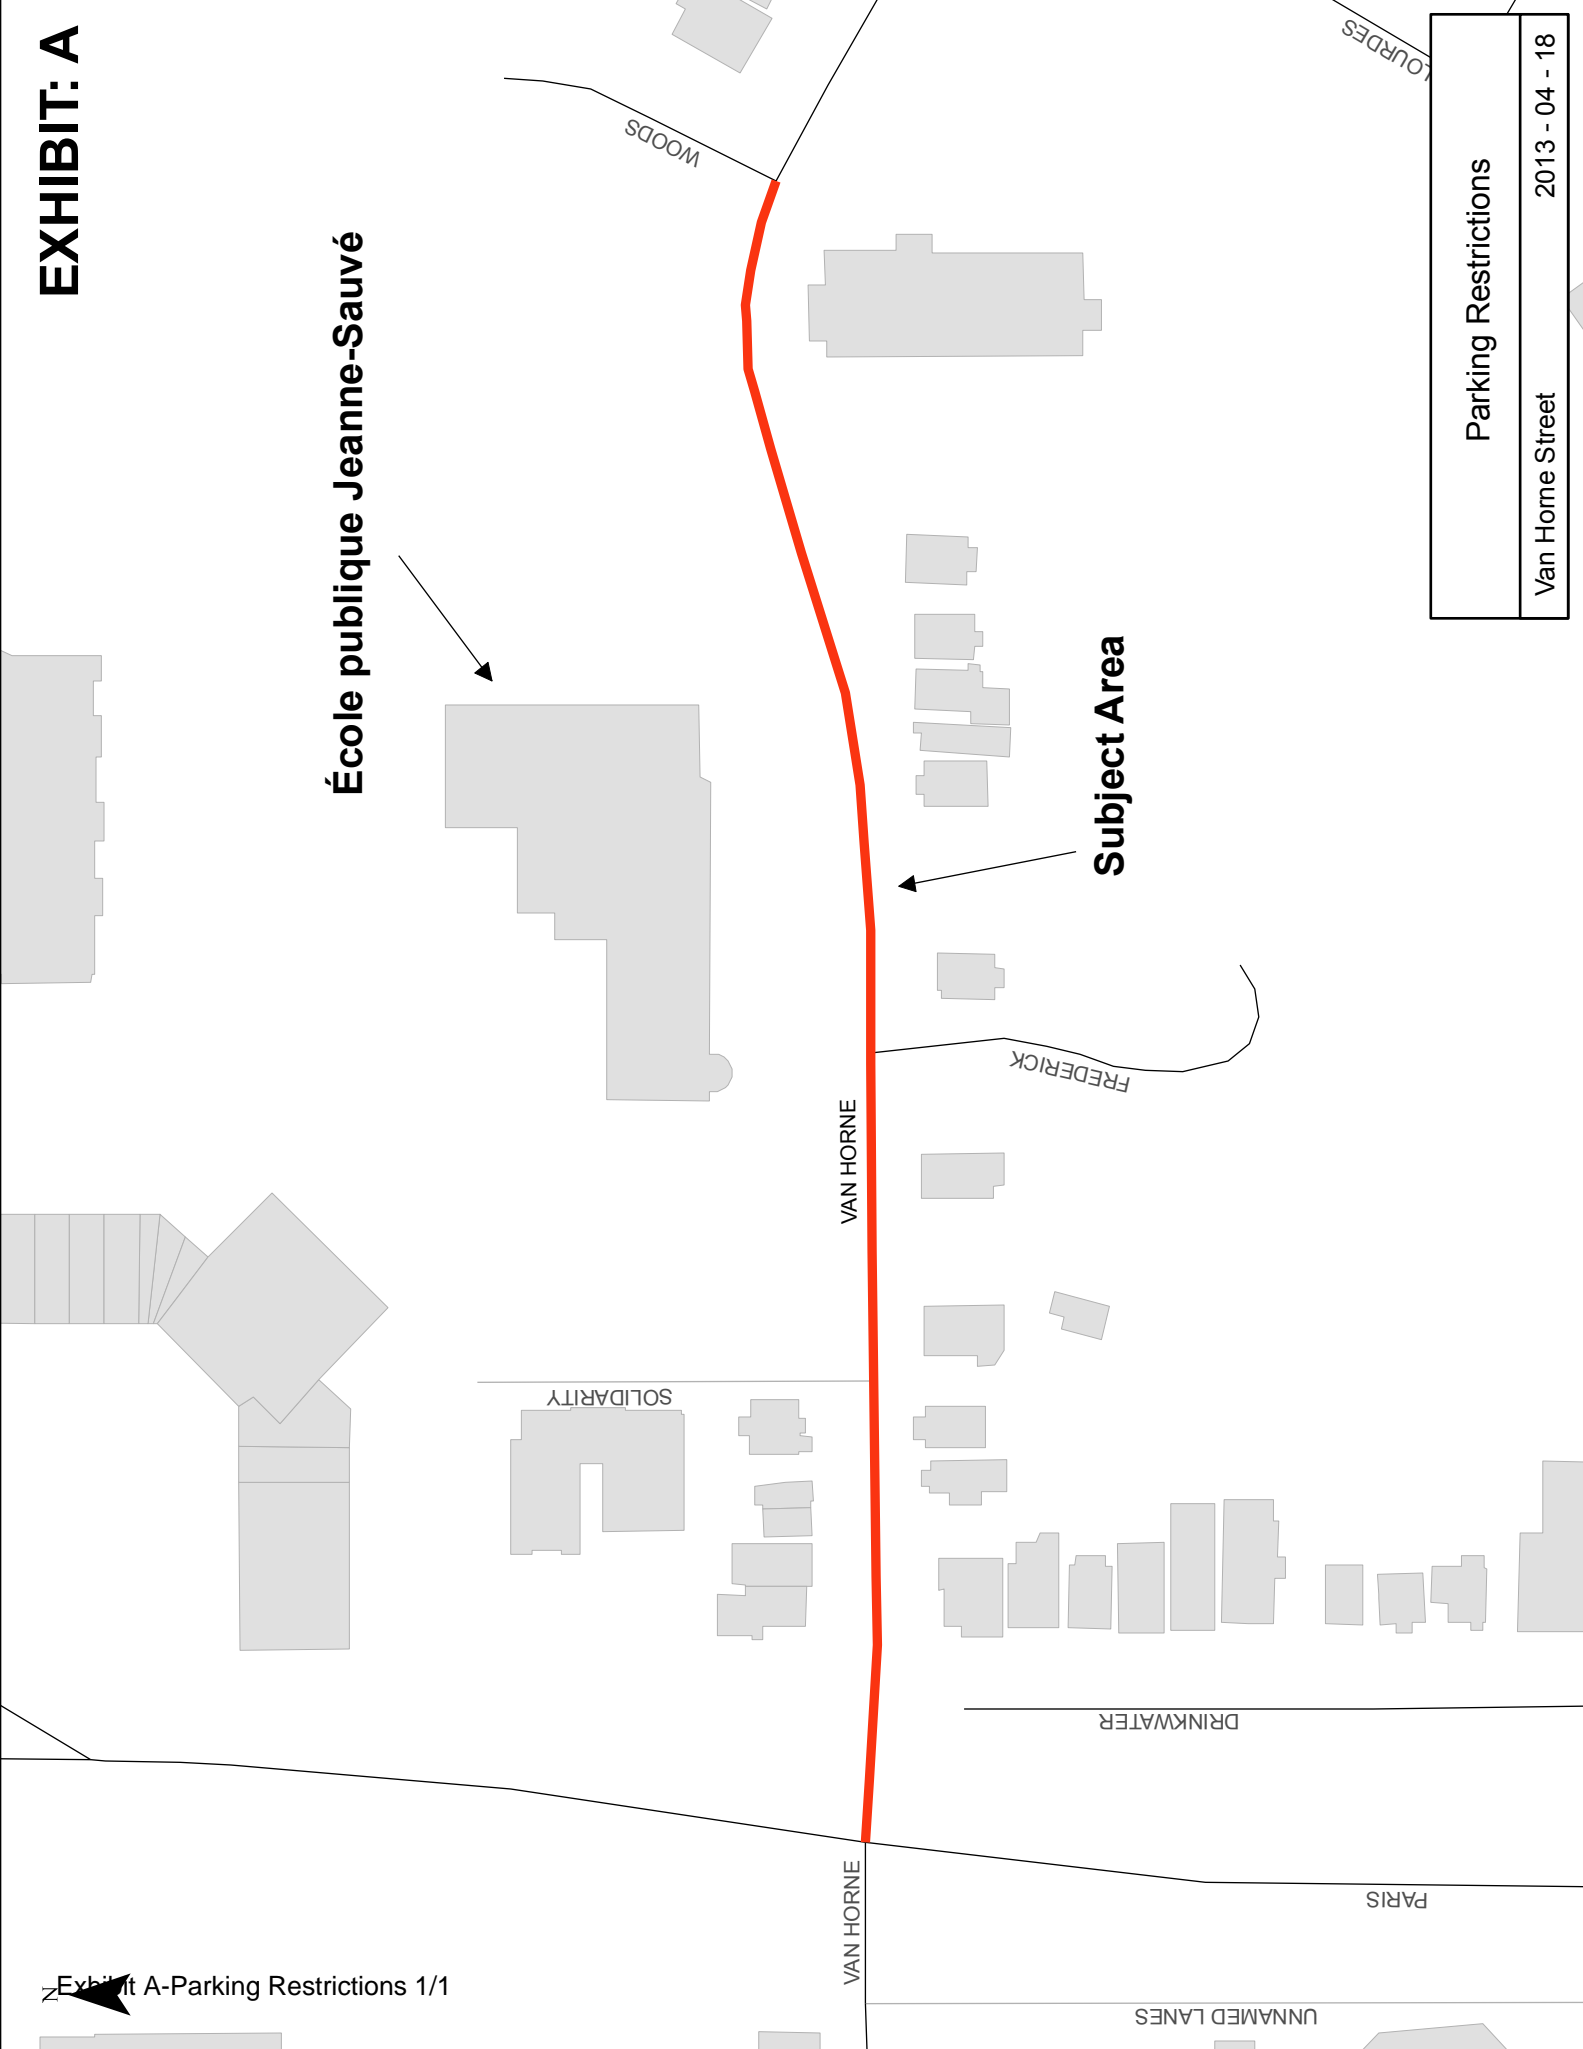 EXHIBIT: A
École publique Jeanne-Sauvé
WOODS
LOURDES
Subject Area
FREDERICK
VAN HORNE
SOLIDARITY
DRINKWATER
PARIS
VAN HORNE
UNNAMED LANES
Parking Restrictions
Van Horne Street 2013 - 04 - 18
N
Exhibit A-Parking Restrictions 1/1